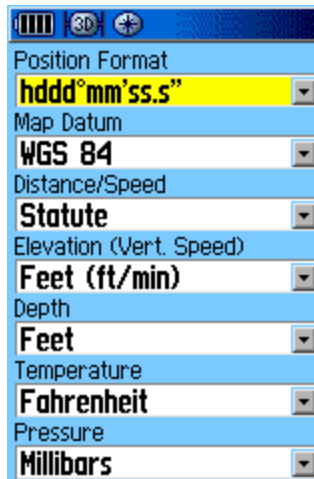 3D
Position Format
hddd°mm'ss.s"
Map Datum
WGS 84
Distance/Speed
Statute
Elevation (Vert. Speed)
Feet (ft/min)
Depth
Feet
Temperature
Fahrenheit
Pressure
Millibars